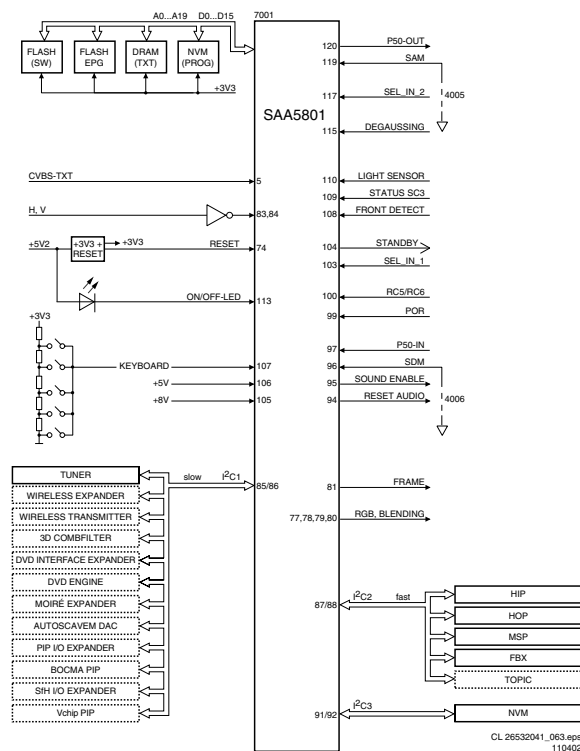 A0...A19 D0...D15 7001
FLASH
(SW)
FLASH
EPG
DRAM
(TXT)
NVM
(PROG)
+3V3
SAA5801
120 P50-OUT
119 SAM
117 SEL_IN_2
4005
115 DEGAUSSING
CVBS-TXT 5
110 LIGHT SENSOR
109 STATUS SC3
H, V 83,84
108 FRONT DETECT
+5V2
+3V3 +
RESET
+3V3
RESET 74
104 STANDBY
103 SEL_IN_1
ON/OFF-LED 113
100 RC5/RC6
99 POR
+3V3
97 P50-IN
KEYBOARD 107
96 SDM
+5V 106
95 SOUND ENABLE
+8V 105
94 RESET AUDIO
4006
TUNER
slow I²C1
85/86
81 FRAME
WIRELESS EXPANDER
WIRELESS TRANSMITTER
77,78,79,80 RGB, BLENDING
3D COMBFILTER
DVD INTERFACE EXPANDER
DVD ENGINE
MOIRÉ EXPANDER
AUTOSCAVEM DAC
PIP I/O EXPANDER
BOCMA PIP
SfH I/O EXPANDER
Vchip PIP
87/88 I²C2 fast
HIP
HOP
MSP
FBX
TOPIC
91/92 I²C3
NVM
CL 26532041_063.eps
110402